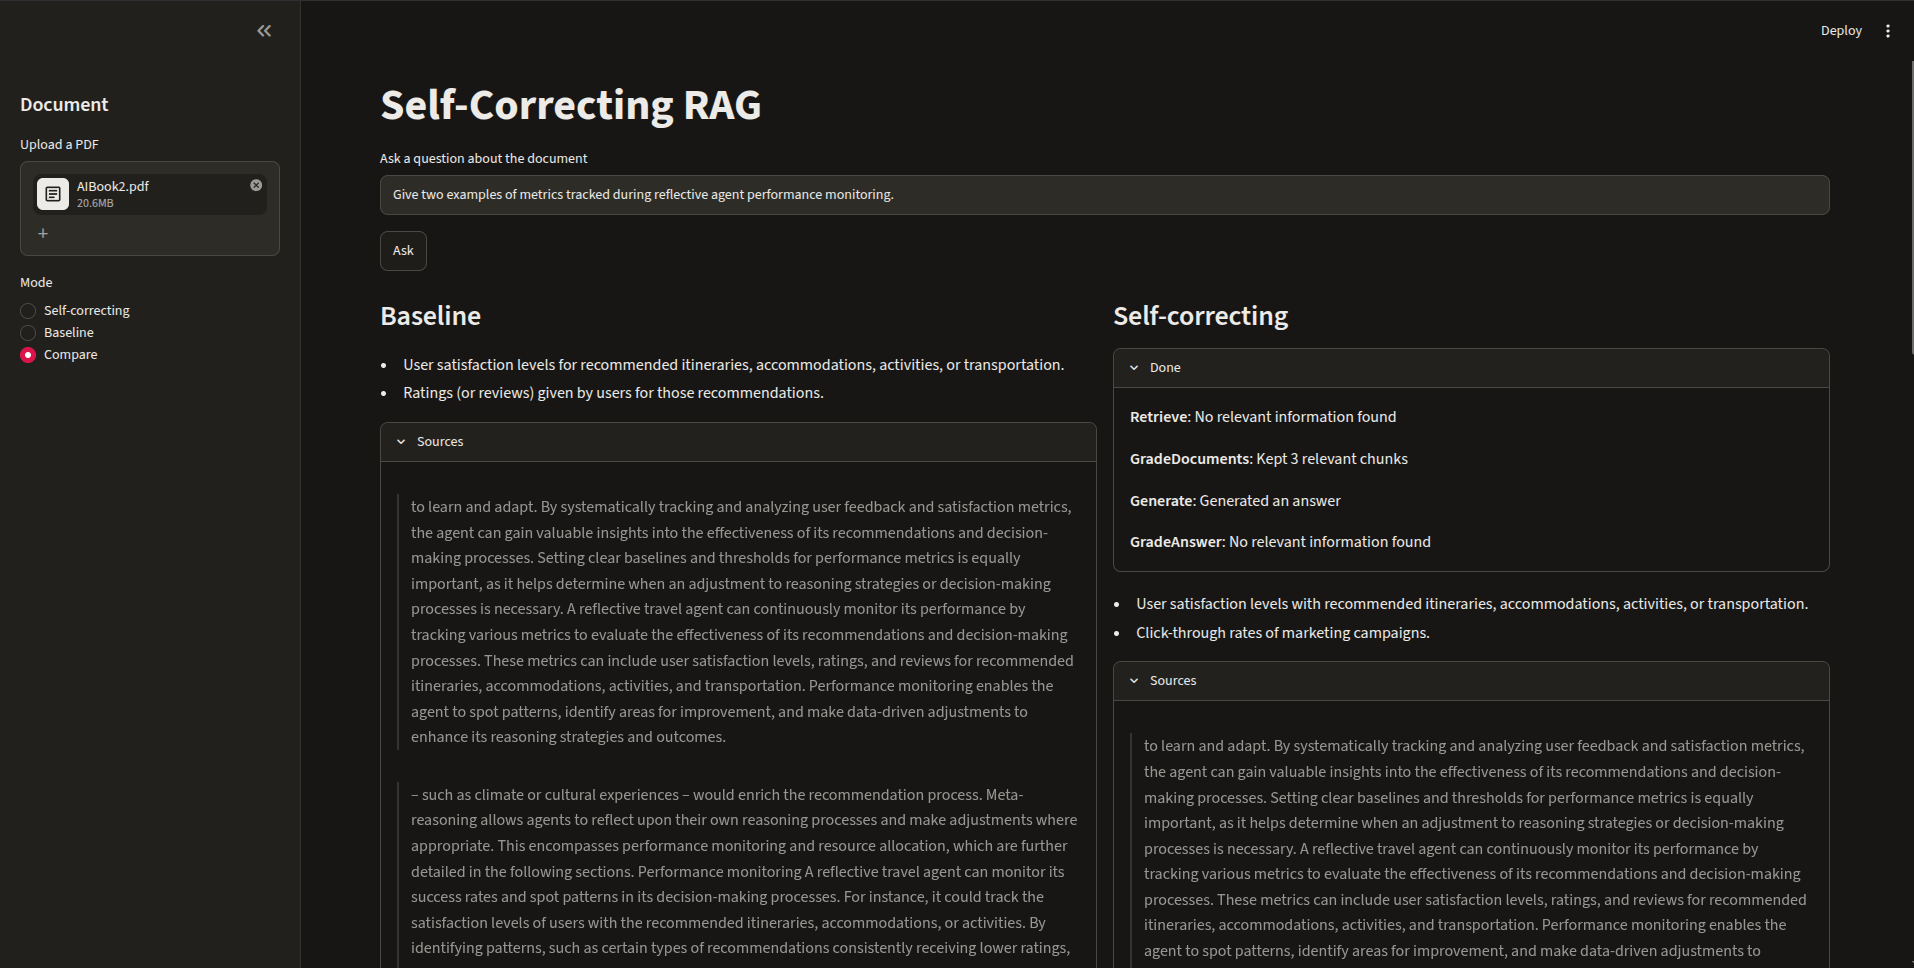 Deploy
Document
Upload a PDF
AIBook2.pdf
20.6MB
+
Mode
Self-correcting
Baseline
Compare
Self-Correcting RAG
Ask a question about the document
Give two examples of metrics tracked during reflective agent performance monitoring.
Ask
Baseline
• User satisfaction levels for recommended itineraries, accommodations, activities, or transportation.
• Ratings (or reviews) given by users for those recommendations.
Sources
to learn and adapt. By systematically tracking and analyzing user feedback and satisfaction metrics,
the agent can gain valuable insights into the effectiveness of its recommendations and decision-
making processes. Setting clear baselines and thresholds for performance metrics is equally
important, as it helps determine when an adjustment to reasoning strategies or decision-making
processes is necessary. A reflective travel agent can continuously monitor its performance by
tracking various metrics to evaluate the effectiveness of its recommendations and decision-making
processes. These metrics can include user satisfaction levels, ratings, and reviews for recommended
itineraries, accommodations, activities, and transportation. Performance monitoring enables the
agent to spot patterns, identify areas for improvement, and make data-driven adjustments to
enhance its reasoning strategies and outcomes.
– such as climate or cultural experiences – would enrich the recommendation process. Meta-
reasoning allows agents to reflect upon their own reasoning processes and make adjustments where
appropriate. This encompasses performance monitoring and resource allocation, which are further
detailed in the following sections. Performance monitoring A reflective travel agent can monitor its
success rates and spot patterns in its decision-making processes. For instance, it could track the
satisfaction levels of users with the recommended itineraries, accommodations, or activities. By
identifying patterns, such as certain types of recommendations consistently receiving lower ratings,
Self-correcting
Done
Retrieve: No relevant information found
GradeDocuments: Kept 3 relevant chunks
Generate: Generated an answer
GradeAnswer: No relevant information found
• User satisfaction levels with recommended itineraries, accommodations, activities, or transportation.
• Click-through rates of marketing campaigns.
Sources
to learn and adapt. By systematically tracking and analyzing user feedback and satisfaction metrics,
the agent can gain valuable insights into the effectiveness of its recommendations and decision-
making processes. Setting clear baselines and thresholds for performance metrics is equally
important, as it helps determine when an adjustment to reasoning strategies or decision-making
processes is necessary. A reflective travel agent can continuously monitor its performance by
tracking various metrics to evaluate the effectiveness of its recommendations and decision-making
processes. These metrics can include user satisfaction levels, ratings, and reviews for recommended
itineraries, accommodations, activities, and transportation. Performance monitoring enables the
agent to spot patterns, identify areas for improvement, and make data-driven adjustments to